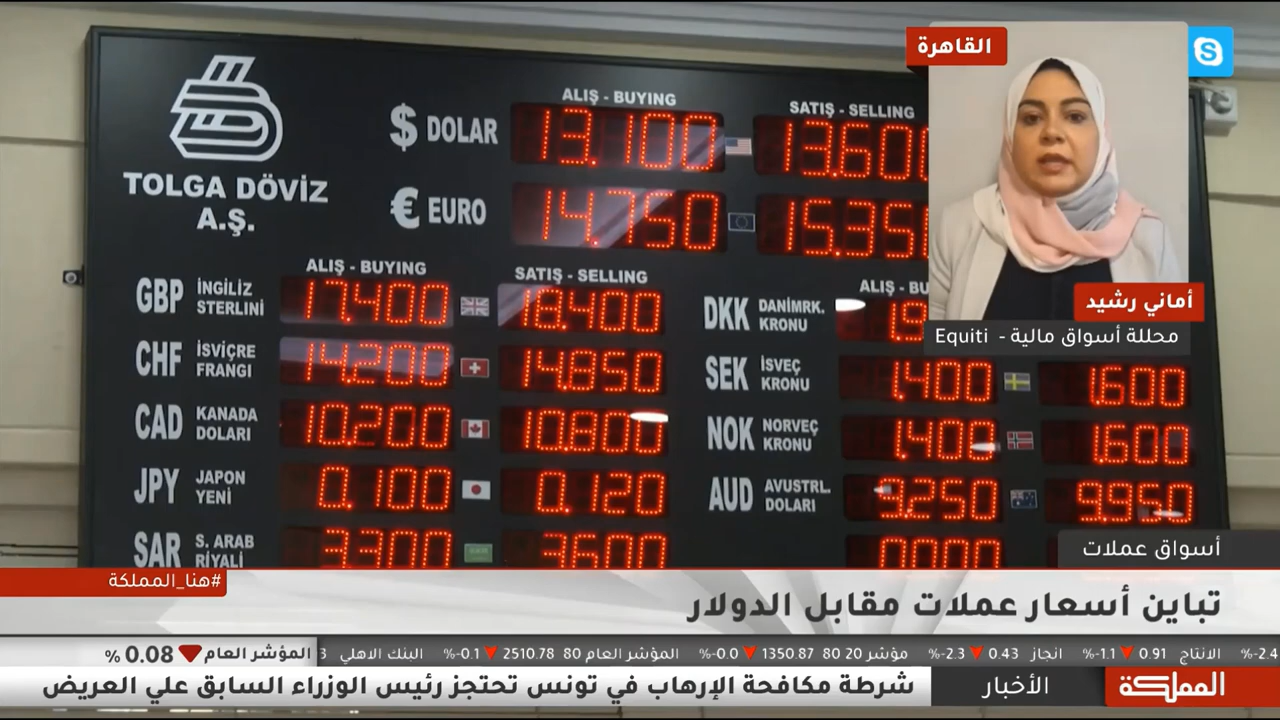 القاهرة
ALIŞ - BUYING
SATIŞ - SELLING
$ DOLAR 13.100 13.600
TOLGA DÖVİZ
A.Ş.
€ EURO 14.750 15.350
أماني رشيد
محللة أسواق مالية - Equiti
ALIŞ - BUYING
SATIŞ - SELLING
GBP İNGİLİZ STERLINİ 17.400 18.400
CHF İSVİÇRE FRANGI 14.200 14.850
CAD KANADA DOLARI 10.200 10.800
JPY JAPON YENİ 0.100 0.120
SAR S. ARAB RİYALİ 3.300 3.600
ALIŞ - BU
DKK DANİMRK. KRONU 1.9
SEK İSVEÇ KRONU 1.400 1.600
NOK NORVEÇ KRONU 1.400 1.600
AUD AVUSTRL. DOLARI 9.250 9.950
0.000
أسواق عملات
#هنا_المملكة
تباين أسعار عملات مقابل الدولار
%-2.4 الانتاج 0.91 %-1.1 انجاز 0.43 %-2.3 مؤشر 20 80 1350.87 %-0.0 المؤشر العام 80 2510.78 %-0.1 البنك الاهلي 3
المؤشر العام 0.08 %
المملكة
الأخبار
شرطة مكافحة الإرهاب في تونس تحتجز رئيس الوزراء السابق علي العريض